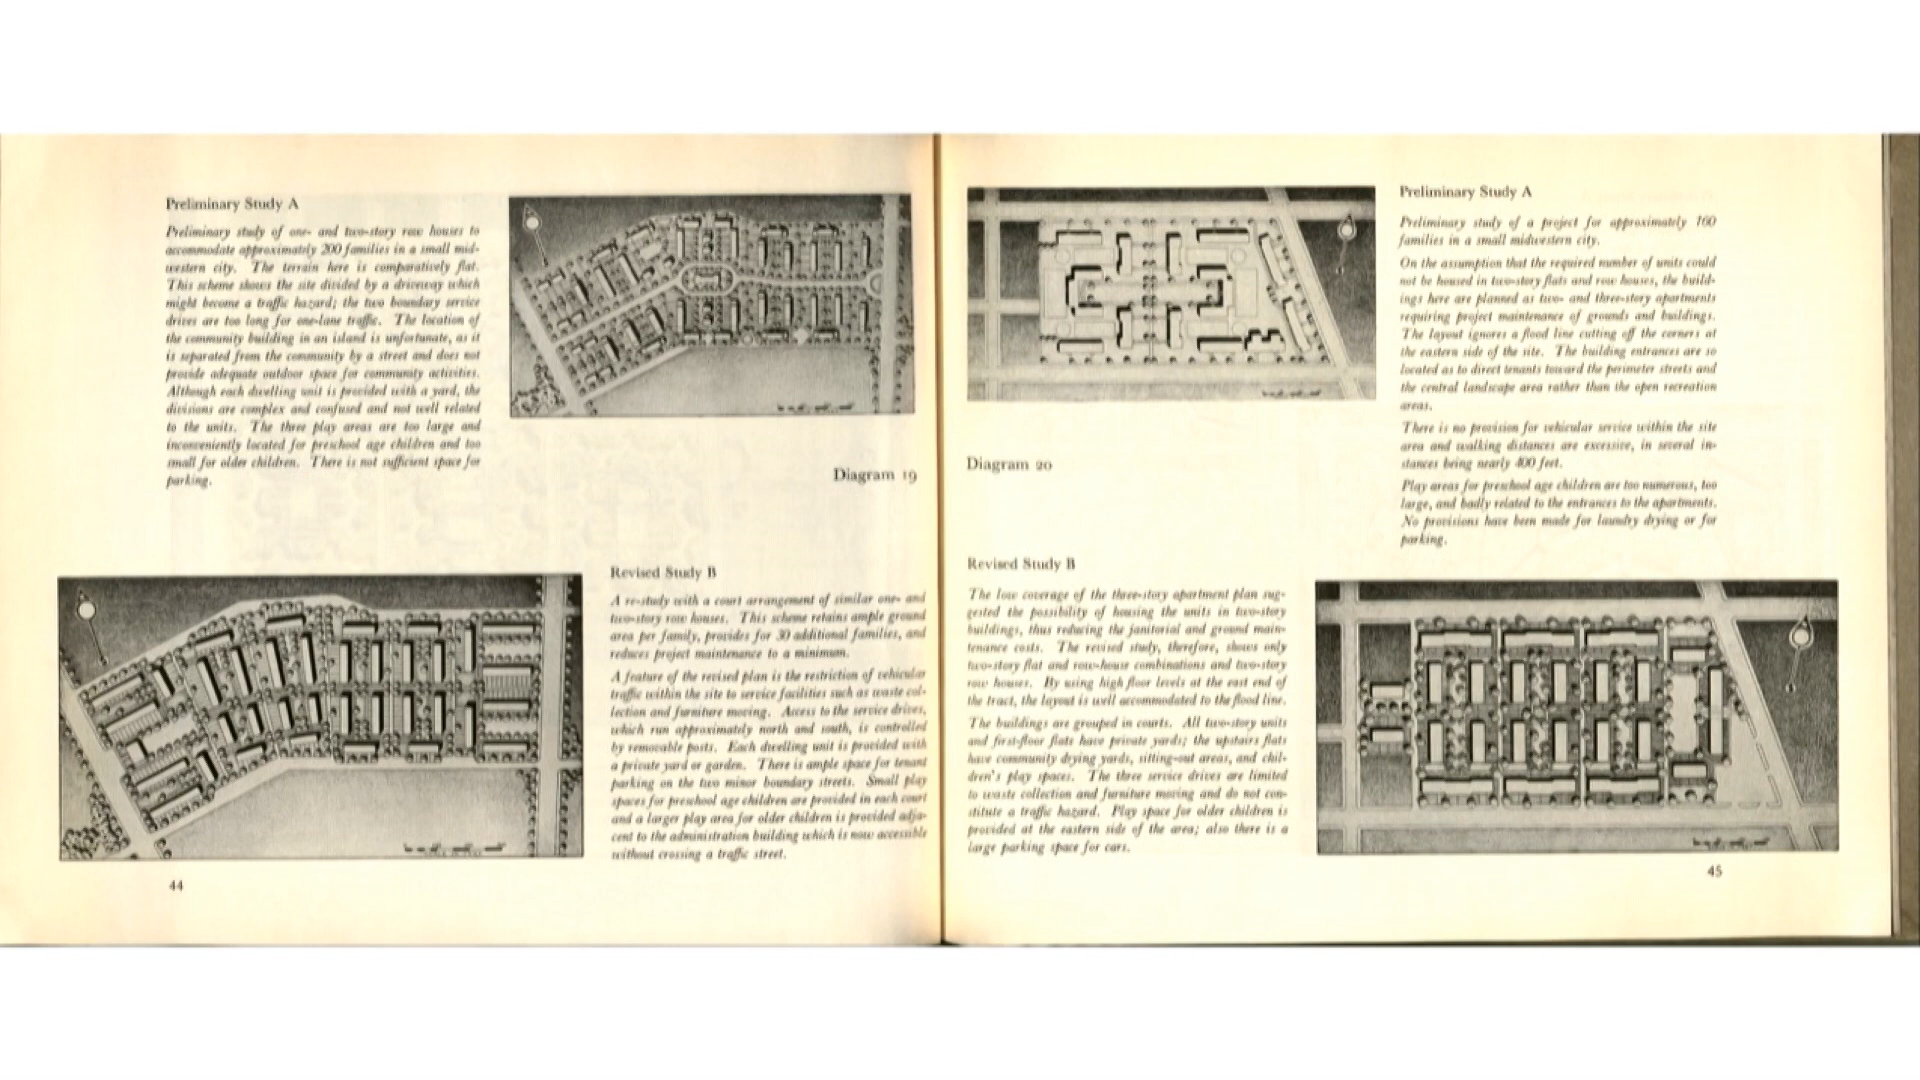 Preliminary Study A
Preliminary study of one- and two-story row houses to
accommodate approximately 200 families in a small mid-
western city. The terrain here is comparatively flat.
This scheme shows the site divided by a driveway which
might become a traffic hazard; the two boundary service
drives are too long for one-lane traffic. The location of
the community building in an island is unfortunate, as it
is separated from the community by a street and does not
provide adequate outdoor space for community activities.
Although each dwelling unit is provided with a yard, the
divisions are complex and confused and not well related
to the units. The three play areas are too large and
inconveniently located for preschool age children and too
small for older children. There is not sufficient space for
parking.
Diagram 19
Revised Study B
A re-study with a court arrangement of similar one- and
two-story row houses. This scheme retains ample ground
area per family, provides for 30 additional families, and
reduces project maintenance to a minimum.
A feature of the revised plan is the restriction of vehicular
traffic within the site to service facilities such as waste col-
lection and furniture moving. Access to the service drives,
which run approximately north and south, is controlled
by removable posts. Each dwelling unit is provided with
a private yard or garden. There is ample space for tenant
parking on the two minor boundary streets. Small play
spaces for preschool age children are provided in each court
and a larger play area for older children is provided adja-
cent to the administration building which is now accessible
without crossing a traffic street.
44
Preliminary Study A
Preliminary study of a project for approximately 160
families in a small midwestern city.
On the assumption that the required number of units could
not be housed in two-story flats and row houses, the build-
ings here are planned as two- and three-story apartments
requiring project maintenance of grounds and buildings.
The layout ignores a flood line cutting off the corners at
the eastern side of the site. The building entrances are so
located as to direct tenants toward the perimeter streets and
the central landscape area rather than the open recreation
areas.
There is no provision for vehicular service within the site
area and walking distances are excessive, in several in-
stances being nearly 400 feet.
Play areas for preschool age children are too numerous, too
large, and badly related to the entrances to the apartments.
No provisions have been made for laundry drying or for
parking.
Diagram 20
Revised Study B
The low coverage of the three-story apartment plan sug-
gested the possibility of housing the units in two-story
buildings, thus reducing the janitorial and ground main-
tenance costs. The revised study, therefore, shows only
two-story flat and row-house combinations and two-story
row houses. By using high floor levels at the east end of
the tract, the layout is well accommodated to the flood line.
The buildings are grouped in courts. All two-story units
and first-floor flats have private yards; the upstairs flats
have community drying yards, sitting-out areas, and chil-
dren's play spaces. The three service drives are limited
to waste collection and furniture moving and do not con-
stitute a traffic hazard. Play space for older children is
provided at the eastern side of the area; also there is a
large parking space for cars.
45